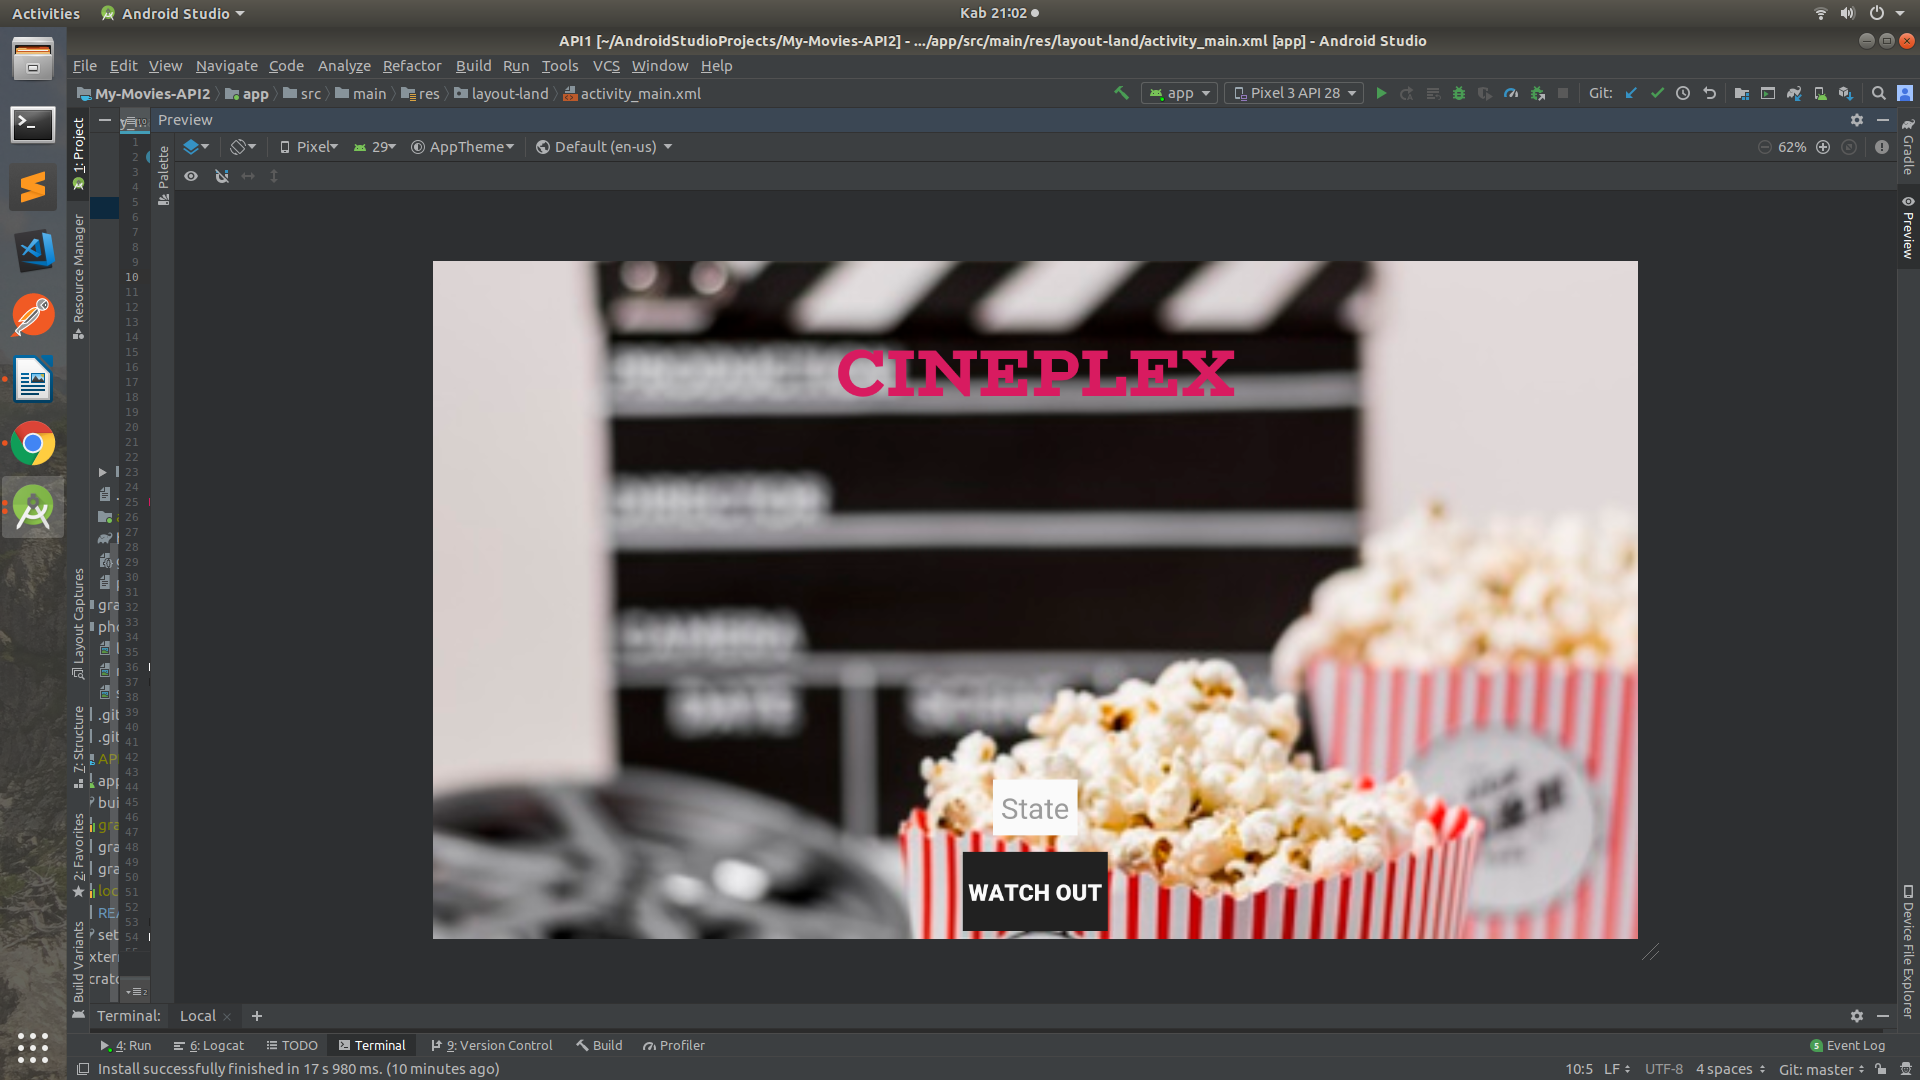 Activities Android Studio Kab 21:02
API1 [~/AndroidStudioProjects/My-Movies-API2] - .../app/src/main/res/layout-land/activity_main.xml [app] - Android Studio
File Edit View Navigate Code Analyze Refactor Build Run Tools VCS Window Help
My-Movies-API2 app src main res layout-land activity_main.xml app Pixel 3 API 28 Git:
Preview
Pixel 29 AppTheme Default (en-us) 62%
1: Project
Resource Manager
Layout Captures
7: Structure
2: Favorites
Build Variants
Palette
Gradle
Preview
Device File Explorer
1
2
3
4
5
6
7
8
9
10
11
12
13
14
15
16
17
18
19
20
21
22
23
24
25
26
27
28
29
30
31
32
33
34
35
36
37
38
39
40
41
42
43
44
45
46
47
48
49
50
51
52
53
54
gra
pho
.git
.git
API
app
bui
gra
gra
gra
loc
REA
set
xter
crat
CINEPLEX
State
WATCH OUT
Terminal: Local
4: Run 6: Logcat TODO Terminal 9: Version Control Build Profiler 5 Event Log
Install successfully finished in 17 s 980 ms. (10 minutes ago) 10:5 LF UTF-8 4 spaces Git: master